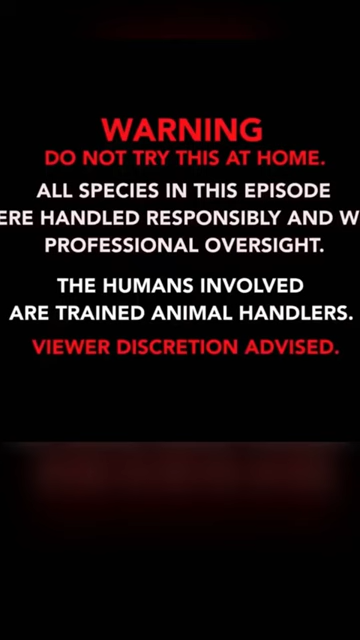 WARNING
DO NOT TRY THIS AT HOME.
ALL SPECIES IN THIS EPISODE
ERE HANDLED RESPONSIBLY AND W
PROFESSIONAL OVERSIGHT.
THE HUMANS INVOLVED
ARE TRAINED ANIMAL HANDLERS.
VIEWER DISCRETION ADVISED.